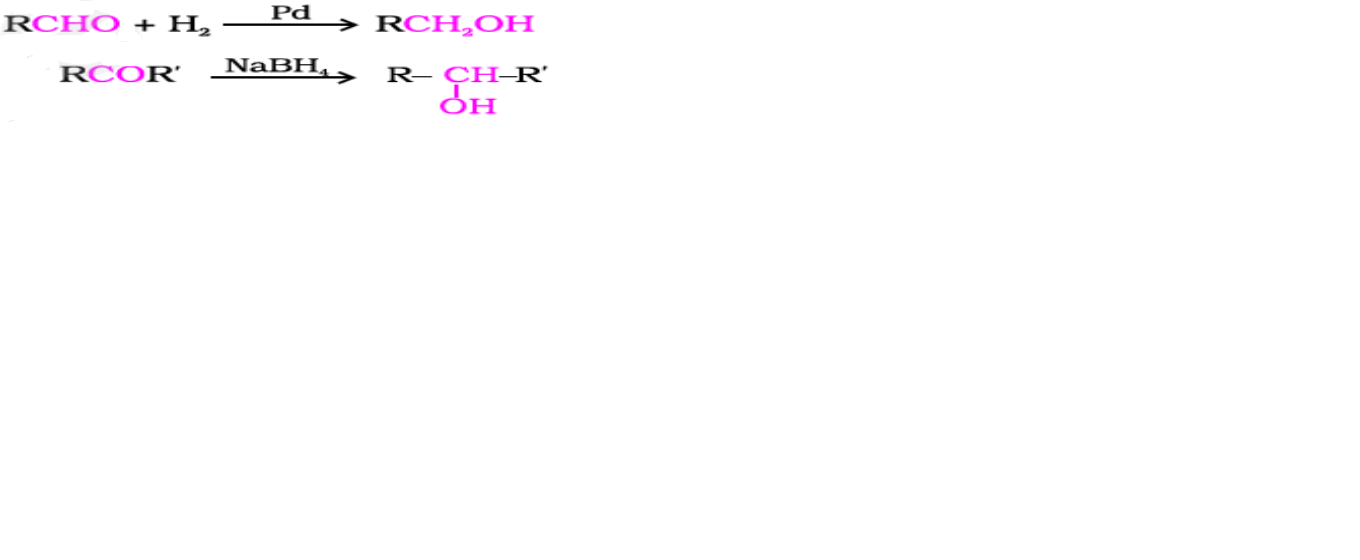 RCHO + H₂ Pd RCH₂OH
RCOR′ NaBH₄ R– CH–R′
OH